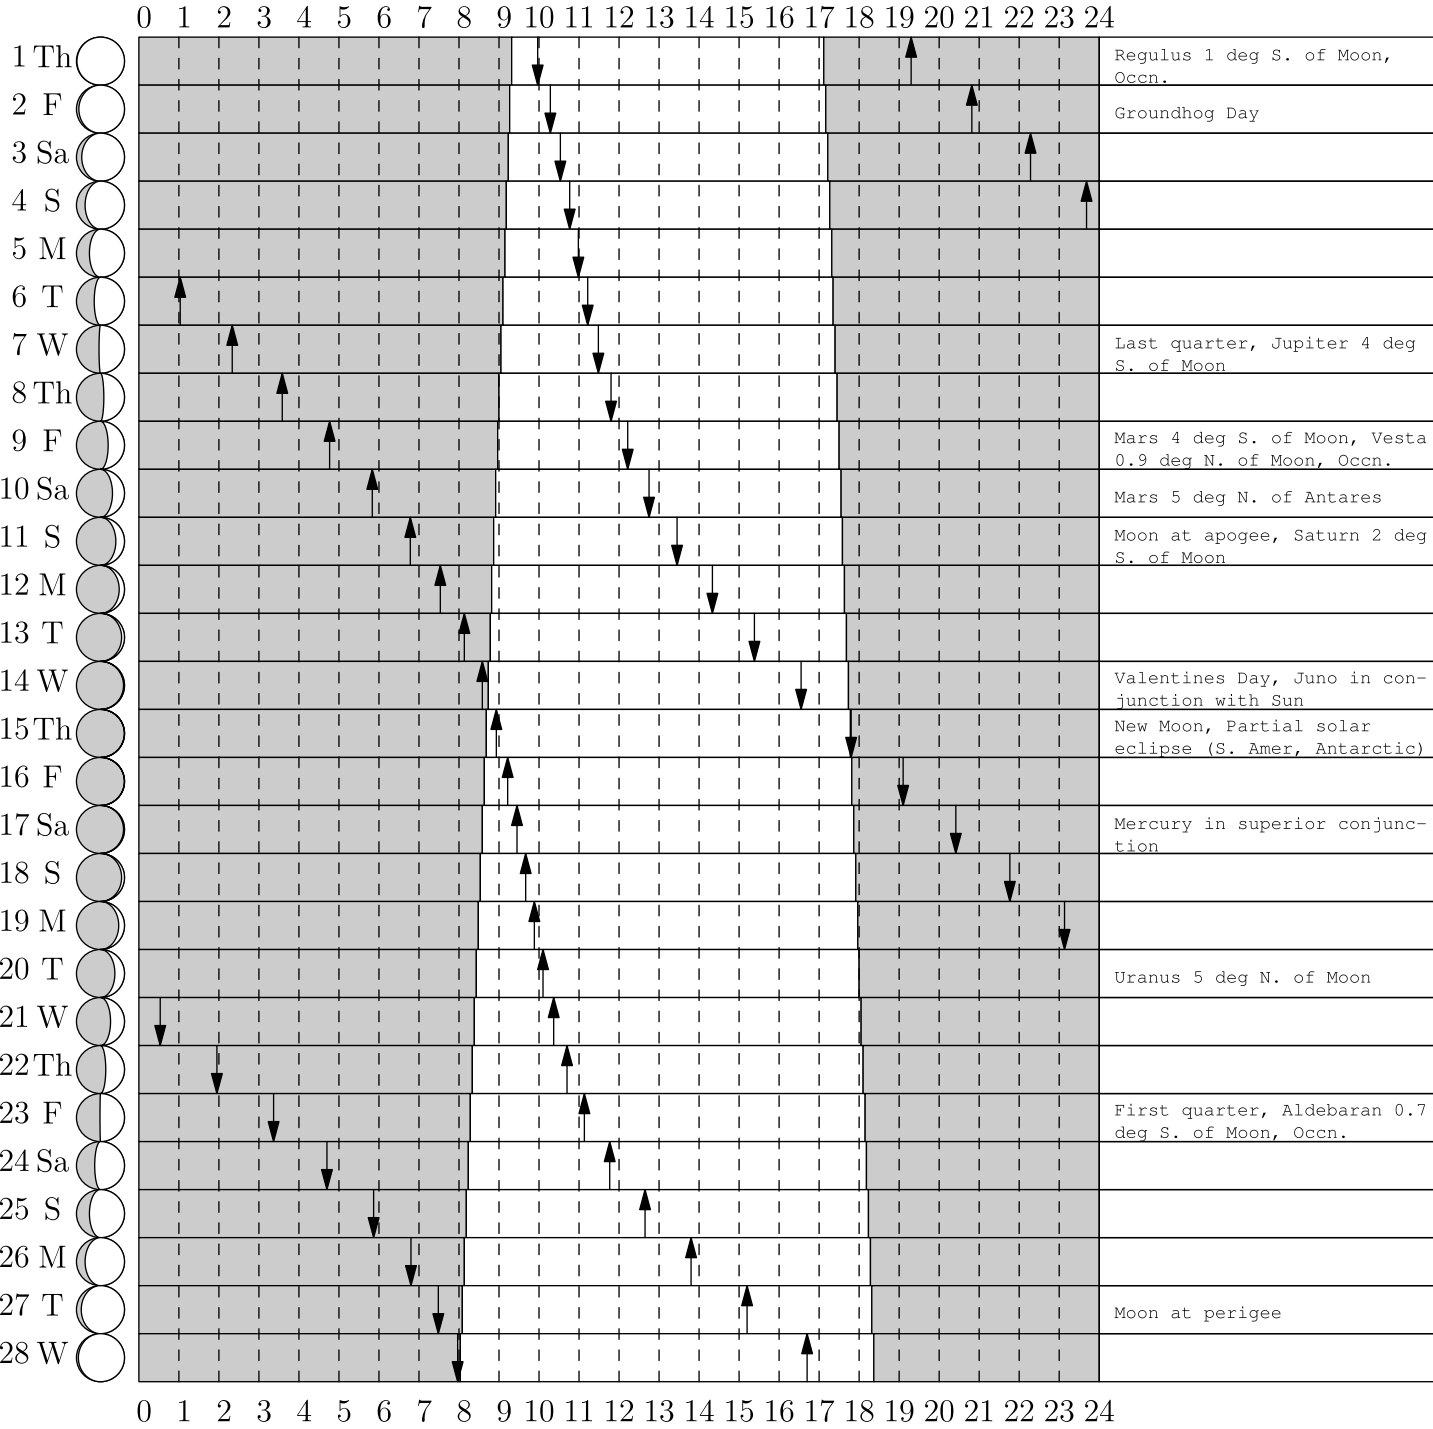 0 1 2 3 4 5 6 7 8 9 10 11 12 13 14 15 16 17 18 19 20 21 22 23 24
1 Th Regulus 1 deg S. of Moon,
Occn.
2 F Groundhog Day
3 Sa
4 S
5 M
6 T
7 W Last quarter, Jupiter 4 deg
S. of Moon
8 Th
9 F Mars 4 deg S. of Moon, Vesta
0.9 deg N. of Moon, Occn.
10 Sa Mars 5 deg N. of Antares
11 S Moon at apogee, Saturn 2 deg
S. of Moon
12 M
13 T
14 W Valentines Day, Juno in con-
junction with Sun
15 Th New Moon, Partial solar
eclipse (S. Amer, Antarctic)
16 F
17 Sa Mercury in superior conjunc-
tion
18 S
19 M
20 T Uranus 5 deg N. of Moon
21 W
22 Th
23 F First quarter, Aldebaran 0.7
deg S. of Moon, Occn.
24 Sa
25 S
26 M
27 T Moon at perigee
28 W
0 1 2 3 4 5 6 7 8 9 10 11 12 13 14 15 16 17 18 19 20 21 22 23 24